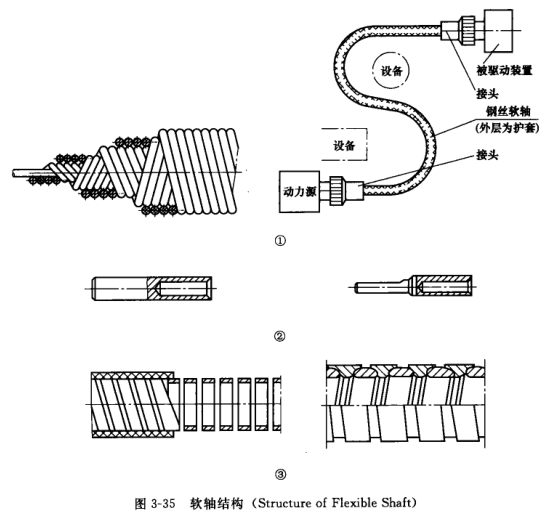 设备
被驱动装置
接头
钢丝软轴
(外层为护套)
设备
接头
动力源
①
②
③
图 3-35 软轴结构 (Structure of Flexible Shaft)